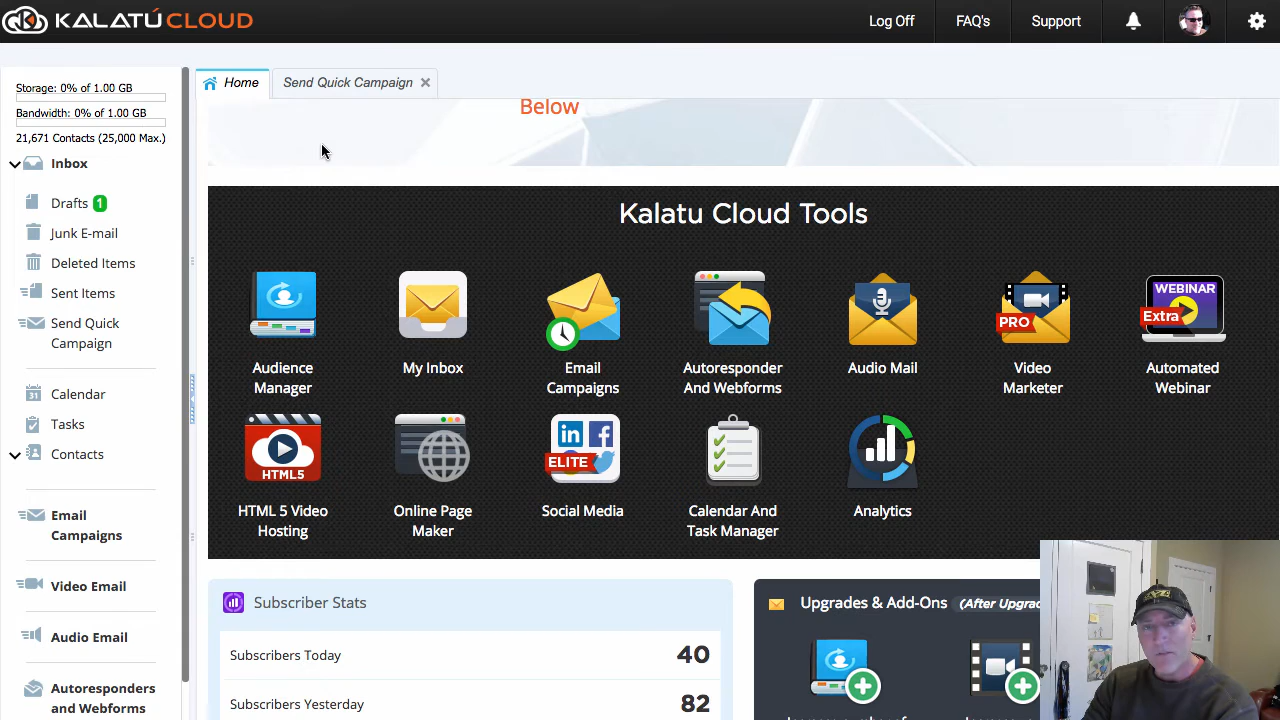 KALATÚCLOUD
Log Off
FAQ's
Support
Storage: 0% of 1.00 GB
Bandwidth: 0% of 1.00 GB
21,671 Contacts (25,000 Max.)
Inbox
Drafts 1
Junk E-mail
Deleted Items
Sent Items
Send Quick
Campaign
Calendar
31
Tasks
Contacts
Email
Campaigns
Video Email
Audio Email
Autoresponders
and Webforms
Home
Send Quick Campaign
Below
Kalatu Cloud Tools
Audience
Manager
My Inbox
Email
Campaigns
Autoresponder
And Webforms
Audio Mail
PRO
Video
Marketer
WEBINAR
Extra
Automated
Webinar
HTML5
HTML 5 Video
Hosting
Online Page
Maker
ELITE
Social Media
Calendar And
Task Manager
Analytics
Subscriber Stats
Subscribers Today 40
Subscribers Yesterday 82
Upgrades & Add-Ons (After Upgrad